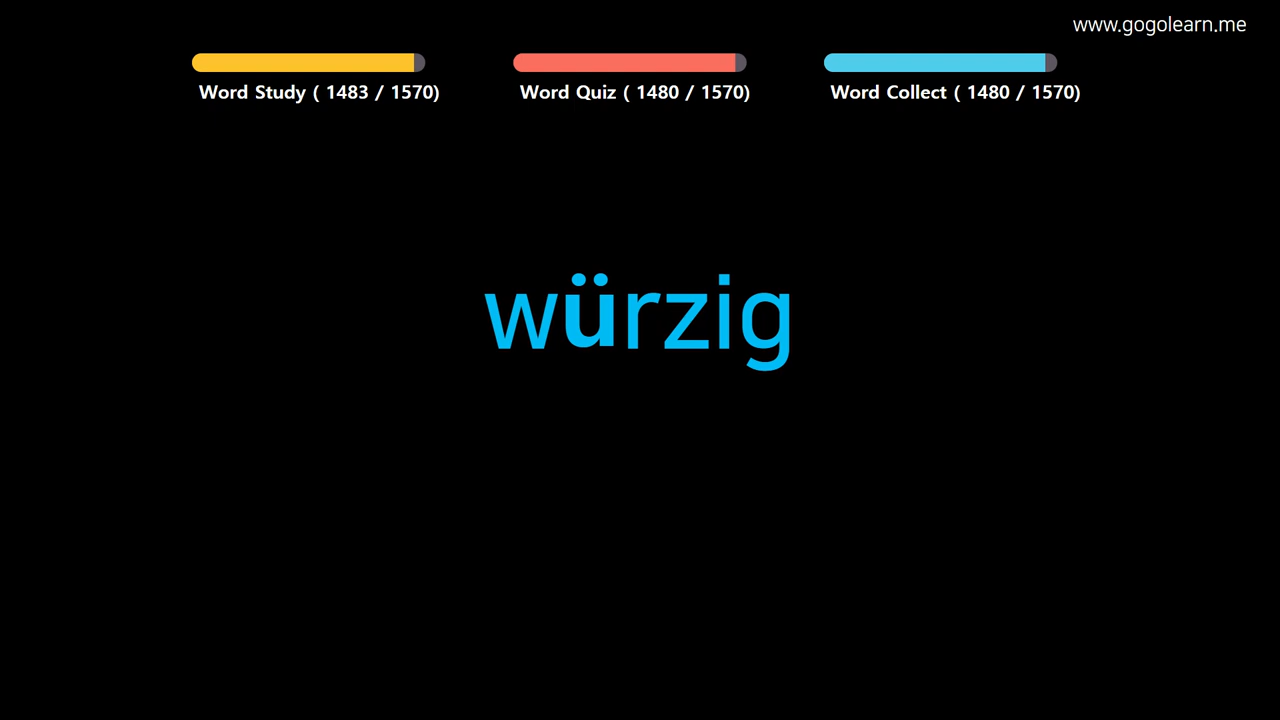 www.gogolearn.me
Word Study ( 1483 / 1570)
Word Quiz ( 1480 / 1570)
Word Collect ( 1480 / 1570)
würzig